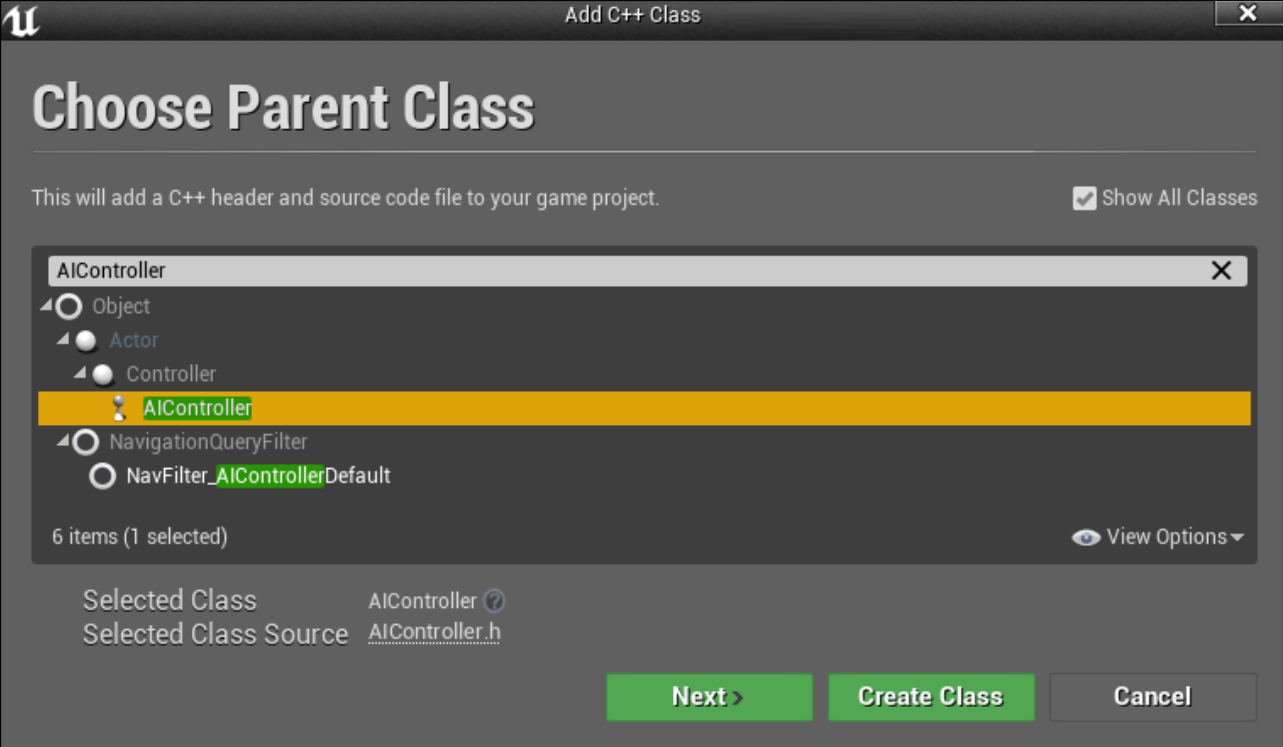 Add C++ Class
Choose Parent Class
This will add a C++ header and source code file to your game project.
Show All Classes
AIController
Object
Actor
Controller
AIController
NavigationQueryFilter
NavFilter_AIControllerDefault
6 items (1 selected)
View Options
Selected Class AIController
Selected Class Source AIController.h
Next Create Class Cancel